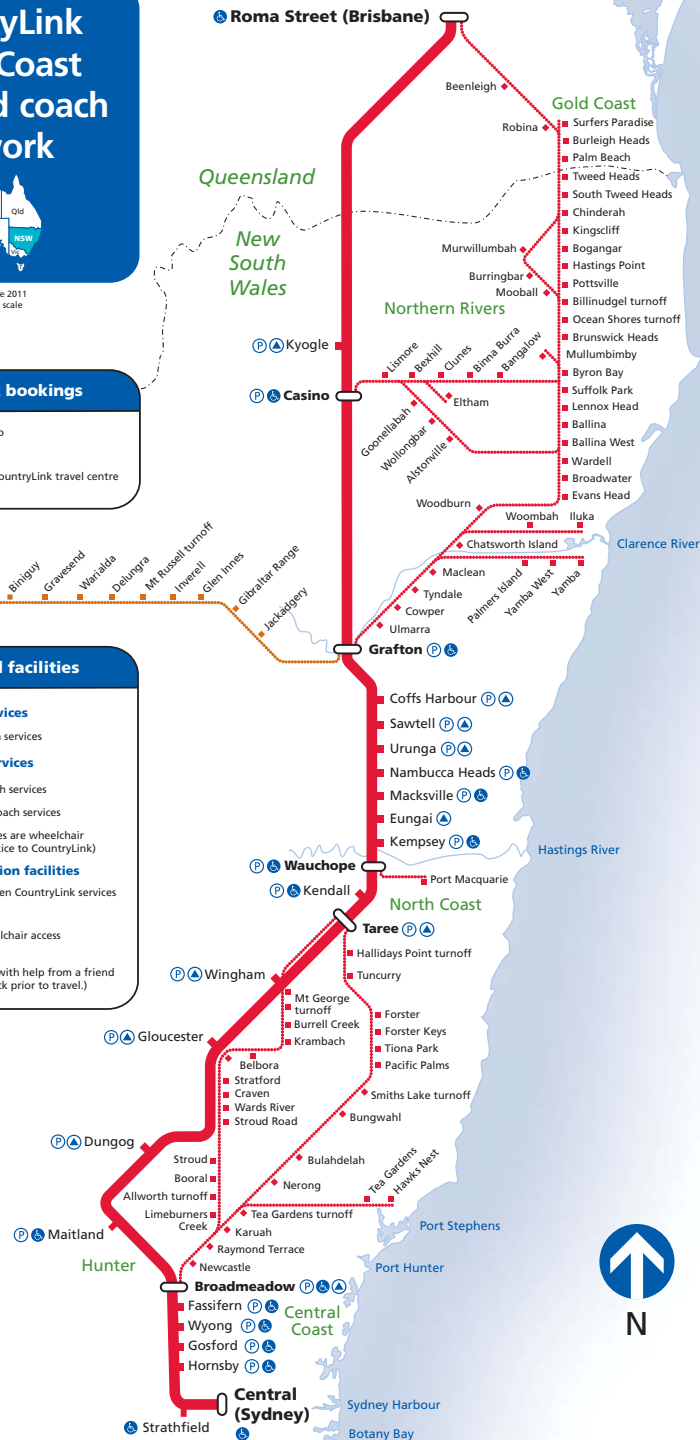 yLink
Coast
d coach
vork
Qld
NSW
e 2011
scale
bookings
o
ountryLink travel centre
facilities
vices
services
rvices
h services
oach services
es are wheelchair
tice to CountryLink)
ion facilities
en CountryLink services
elchair access
with help from a friend
ck prior to travel.)
Roma Street (Brisbane)
Beenleigh
Gold Coast
Robina
Surfers Paradise
Burleigh Heads
Palm Beach
Tweed Heads
South Tweed Heads
Chinderah
Kingscliff
Bogangar
Hastings Point
Pottsville
Billinudgel turnoff
Ocean Shores turnoff
Brunswick Heads
Mullumbimby
Byron Bay
Suffolk Park
Lennox Head
Ballina
Ballina West
Wardell
Broadwater
Evans Head
Queensland
New
South
Wales
Murwillumbah
Burringbar
Mooball
Northern Rivers
P Kyogle
P Casino
Lismore
Bexhill
Clunes
Binna Burra
Bangalow
Eltham
Goonellabah
Wollongbar
Alstonville
Woodburn
Woombah
Iluka
Chatsworth Island
Clarence River
Maclean
Palmers Island
Yamba West
Yamba
Tyndale
Cowper
Ulmarra
Biniguy
Gravesend
Warialda
Delungra
Mt Russell turnoff
Inverell
Glen Innes
Gibraltar Range
Jackadgery
Grafton P
Coffs Harbour P
Sawtell P
Urunga P
Nambucca Heads P
Macksville P
Eungai
Kempsey P
Hastings River
P Wauchope
Port Macquarie
P Kendall
North Coast
Taree P
Hallidays Point turnoff
Tuncurry
P Wingham
Mt George
turnoff
Burrell Creek
Krambach
Forster
Forster Keys
Tiona Park
Pacific Palms
P Gloucester
Belbora
Stratford
Craven
Wards River
Stroud Road
Smiths Lake turnoff
Bungwahl
P Dungog
Stroud
Booral
Allworth turnoff
Limeburners
Creek
Bulahdelah
Nerong
Tea Gardens
Hawks Nest
Tea Gardens turnoff
Port Stephens
P Maitland
Karuah
Raymond Terrace
Newcastle
Hunter
Port Hunter
Broadmeadow P
Fassifern P
Wyong P
Gosford P
Hornsby P
Central
Coast
N
Central
(Sydney)
Strathfield
Sydney Harbour
Botany Bay